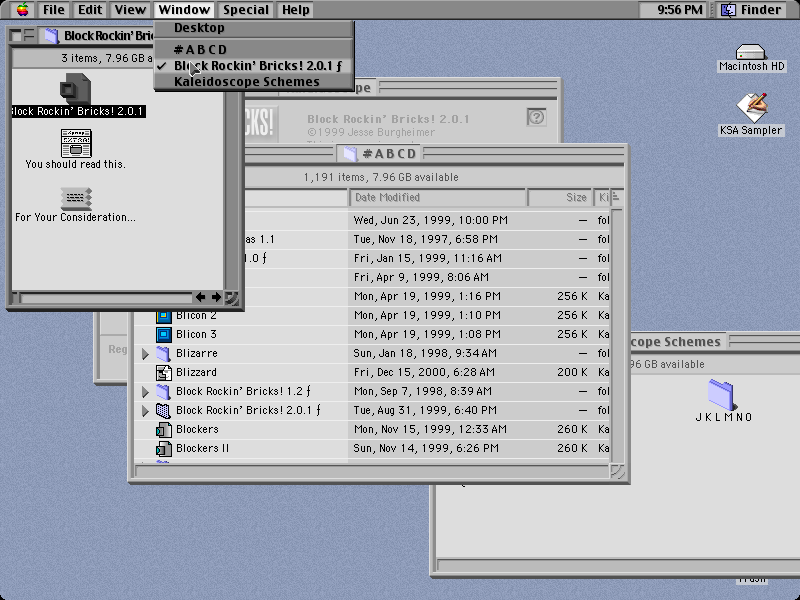 File Edit View Window Special Help 9:56 PM Finder
Desktop
#ABCD
✓ Block Rockin' Bricks! 2.0.1 ƒ
Kaleidoscope Schemes
Block Rockin' Bri
3 items, 7.96 GB a
Block Rockin' Bricks! 2.0.1
You should read this.
For Your Consideration...
Block Rockin' Bricks! 2.0.1
©1999 Jesse Burgheimer
#ABCD
1,191 items, 7.96 GB available
Date Modified Size Ki
Wed, Jun 23, 1999, 10:00 PM — fol
as 1.1 Tue, Nov 18, 1997, 6:58 PM — fol
1.0 ƒ Fri, Jan 15, 1999, 11:16 AM — fol
Fri, Apr 9, 1999, 8:06 AM — fol
Mon, Apr 19, 1999, 1:16 PM 256 K Ka
Blicon 2 Mon, Apr 19, 1999, 1:10 PM 256 K Ka
Blicon 3 Mon, Apr 19, 1999, 1:08 PM 256 K Ka
Blizarre Sun, Jan 18, 1998, 9:34 AM — fol
Blizzard Fri, Dec 15, 2000, 6:28 AM 200 K Ka
Block Rockin' Bricks! 1.2 ƒ Mon, Sep 7, 1998, 8:39 AM — fol
Block Rockin' Bricks! 2.0.1 ƒ Tue, Aug 31, 1999, 6:40 PM — fol
Blockers Mon, Nov 15, 1999, 12:33 AM 260 K Ka
Blockers II Sun, Nov 14, 1999, 6:26 PM 260 K Ka
Reg
cope Schemes
96 GB available
JKLMNO
Macintosh HD
KSA Sampler
Trash